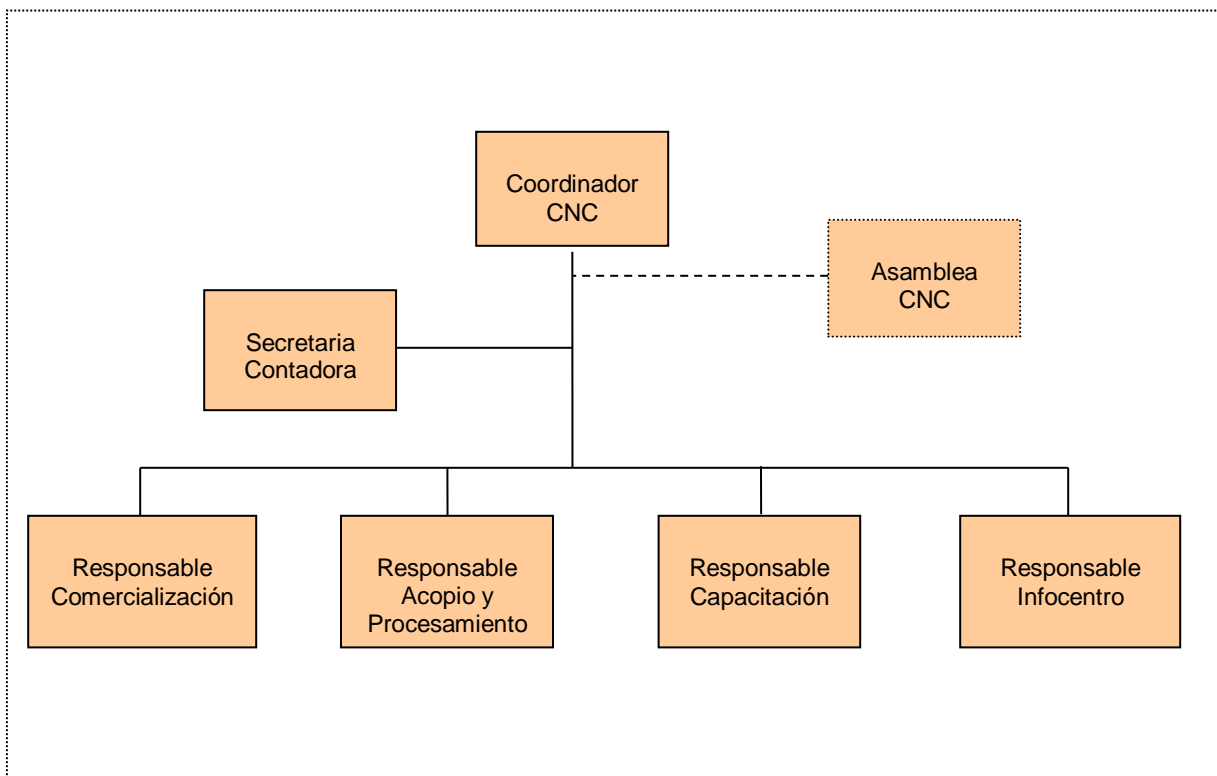 Coordinador
CNC
Asamblea
CNC
Secretaria
Contadora
Responsable
Comercialización
Responsable
Acopio y
Procesamiento
Responsable
Capacitación
Responsable
Infocentro